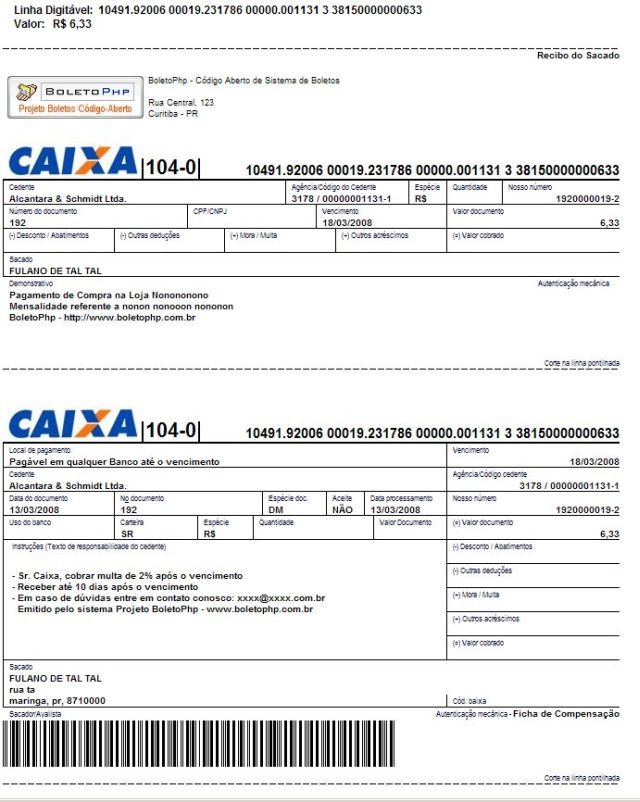 Linha Digitável: 10491.92006 00019.231786 00000.001131 3 38150000000633
Valor: R$ 6,33
Recibo do Sacado
BoletoPhp
Projeto Boletos Código-Aberto
BoletoPhp - Código Aberto de Sistema de Boletos
Rua Central, 123
Curitiba - PR
CAIXA |104-0| 10491.92006 00019.231786 00000.001131 3 38150000000633
Cedente Agência/Código do Cedente Espécie Quantidade Nosso número
Alcantara & Schmidt Ltda. 3178 / 00000001131-1 R$ 1920000019-2
Número do documento CPF/CNPJ Vencimento Valor documento
192 18/03/2008 6,33
(-) Desconto / Abatimentos (-) Outras deduções (+) Mora / Multa (+) Outros acréscimos (=) Valor cobrado
Sacado
FULANO DE TAL TAL
Demonstrativo Autenticação mecânica
Pagamento de Compra na Loja Nonononono
Mensalidade referente a nonon nonooon nononon
BoletoPhp - http://www.boletophp.com.br
Corte na linha pontilhada
CAIXA |104-0| 10491.92006 00019.231786 00000.001131 3 38150000000633
Local de pagamento Vencimento
Pagável em qualquer Banco até o vencimento 18/03/2008
Cedente Agência/Código cedente
Alcantara & Schmidt Ltda. 3178 / 00000001131-1
Data do documento No documento Espécie doc. Aceite Data processamento Nosso número
13/03/2008 192 DM NÃO 13/03/2008 1920000019-2
Uso do banco Carteira Espécie Quantidade Valor Documento (=) Valor documento
SR R$ 6,33
Instruções (Texto de responsabilidade do cedente) (-) Desconto / Abatimentos
(-) Outras deduções
- Sr. Caixa, cobrar multa de 2% após o vencimento
- Receber até 10 dias após o vencimento
- Em caso de dúvidas entre em contato conosco: xxxx@xxxx.com.br (+) Mora / Multa
Emitido pelo sistema Projeto BoletoPhp - www.boletophp.com.br
(+) Outros acréscimos
(=) Valor cobrado
Sacado
FULANO DE TAL TAL
rua ta
maringa, pr, 8710000 Cód. baixa
Sacador/Avalista Autenticação mecânica - Ficha de Compensação
Corte na linha pontilhada